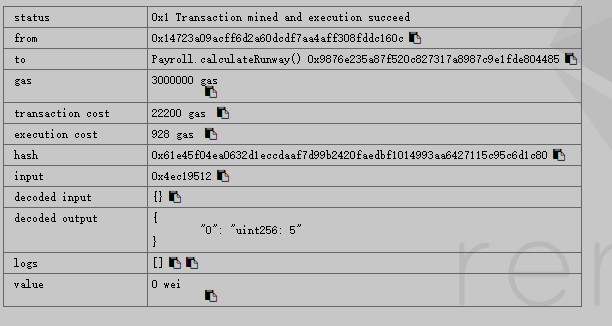 status 0x1 Transaction mined and execution succeed
from 0x14723a09acff6d2a60dcdf7aa4aff308fddc160c
to Payroll.calculateRunway() 0x9876e235a87f520c827317a8987c9e1fde804485
gas 3000000 gas
transaction cost 22200 gas
execution cost 928 gas
hash 0x61e45f04ea0632d1eccdaaf7d99b2420faedbf1014993aa6427115c95c6d1c80
input 0x4ec19512
decoded input {}
decoded output {
"0": "uint256: 5"
}
logs []
value 0 wei
rer